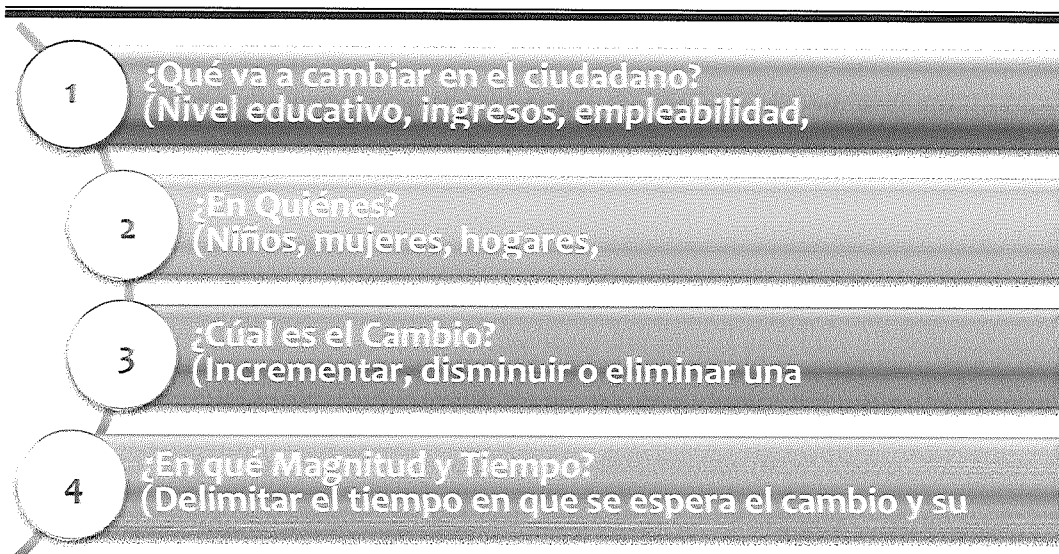 1
¿Qué va a cambiar en el ciudadano?
(Nivel educativo, ingresos, empleabilidad,
2
¿En Quiénes?
(Niños, mujeres, hogares,
3
¿Cúal es el Cambio?
(Incrementar, disminuir o eliminar una
4
¿En qué Magnitud y Tiempo?
(Delimitar el tiempo en que se espera el cambio y su